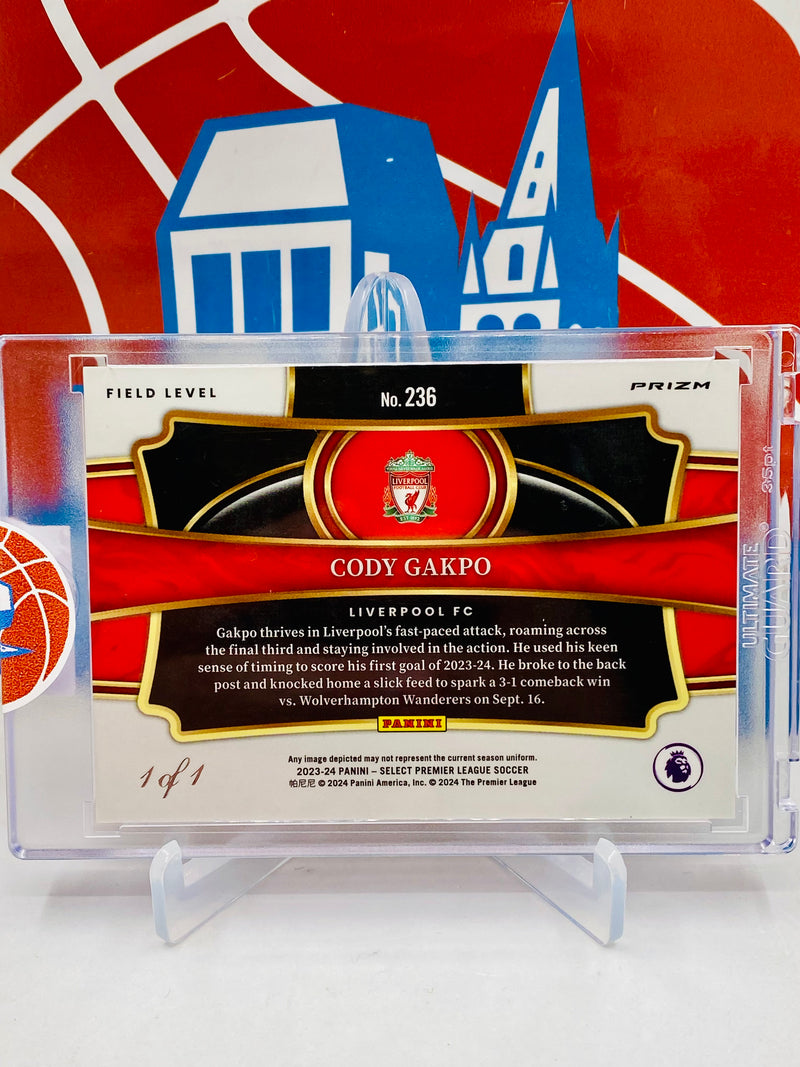 FIELD LEVEL
No. 236
PRIZM
LIVERPOOL
FOOTBALL CLUB
EST·1892
CODY GAKPO
LIVERPOOL FC
Gakpo thrives in Liverpool's fast-paced attack, roaming across
the final third and staying involved in the action. He used his keen
sense of timing to score his first goal of 2023-24. He broke to the back
post and knocked home a slick feed to spark a 3-1 comeback win
vs. Wolverhampton Wanderers on Sept. 16.
PANINI
1 of 1
Any image depicted may not represent the current season uniform.
2023-24 PANINI – SELECT PREMIER LEAGUE SOCCER
帕尼尼 © 2024 Panini America, Inc. © 2024 The Premier League
35pt
ULTIMATE
GUARD®